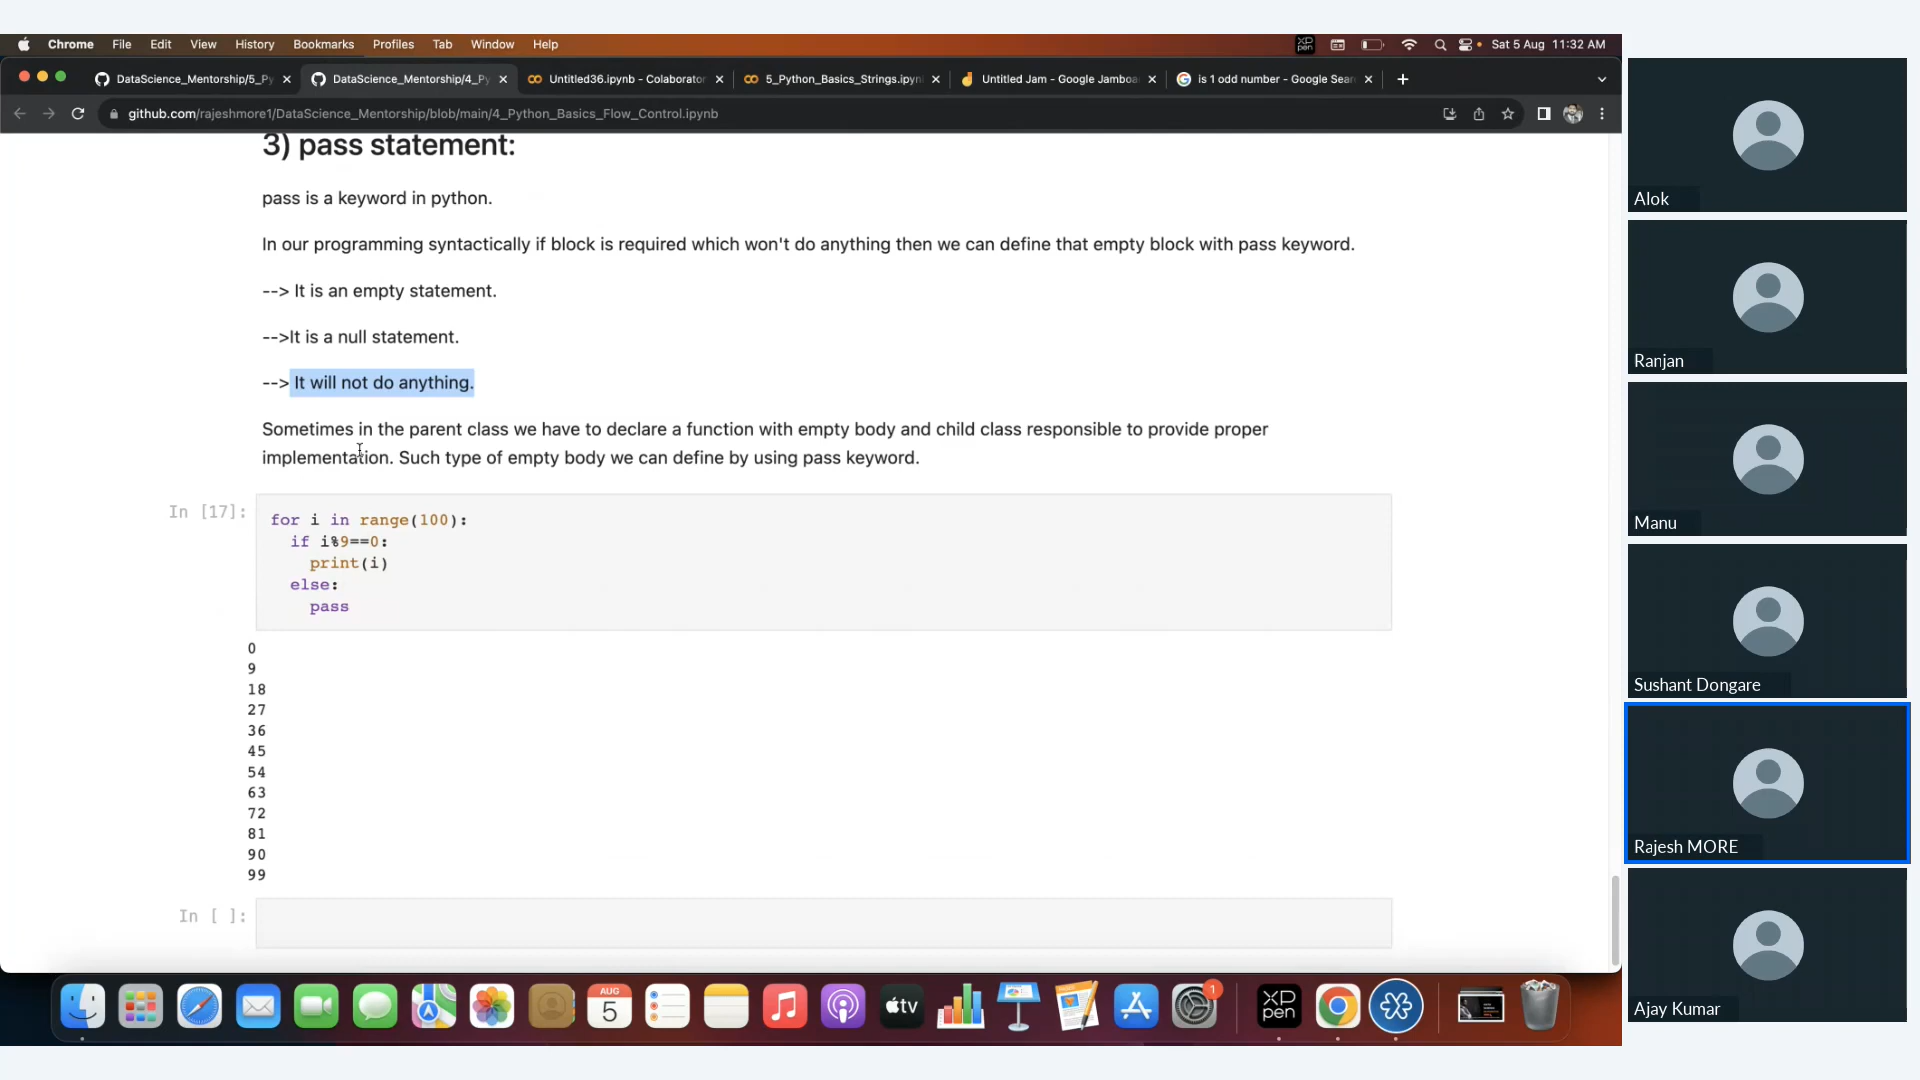 Chrome File Edit View History Bookmarks Profiles Tab Window Help
XP PEN
Sat 5 Aug 11:32 AM
DataScience_Mentorship/5_Py
DataScience_Mentorship/4_Py
Untitled36.ipynb - Colaborator
5_Python_Basics_Strings.ipyn
Untitled Jam - Google Jamboa
is 1 odd number - Google Sear
github.com/rajeshmore1/DataScience_Mentorship/blob/main/4_Python_Basics_Flow_Control.ipynb
3) pass statement:
pass is a keyword in python.
In our programming syntactically if block is required which won't do anything then we can define that empty block with pass keyword.
--> It is an empty statement.
-->It is a null statement.
--> It will not do anything.
Sometimes in the parent class we have to declare a function with empty body and child class responsible to provide proper
implementation. Such type of empty body we can define by using pass keyword.
In [17]:
for i in range(100):
if i%9==0:
print(i)
else:
pass
0
9
18
27
36
45
54
63
72
81
90
99
In [ ]:
AUG
5
tv
1
XP
PEN
Alok
Ranjan
Manu
Sushant Dongare
Rajesh MORE
Ajay Kumar